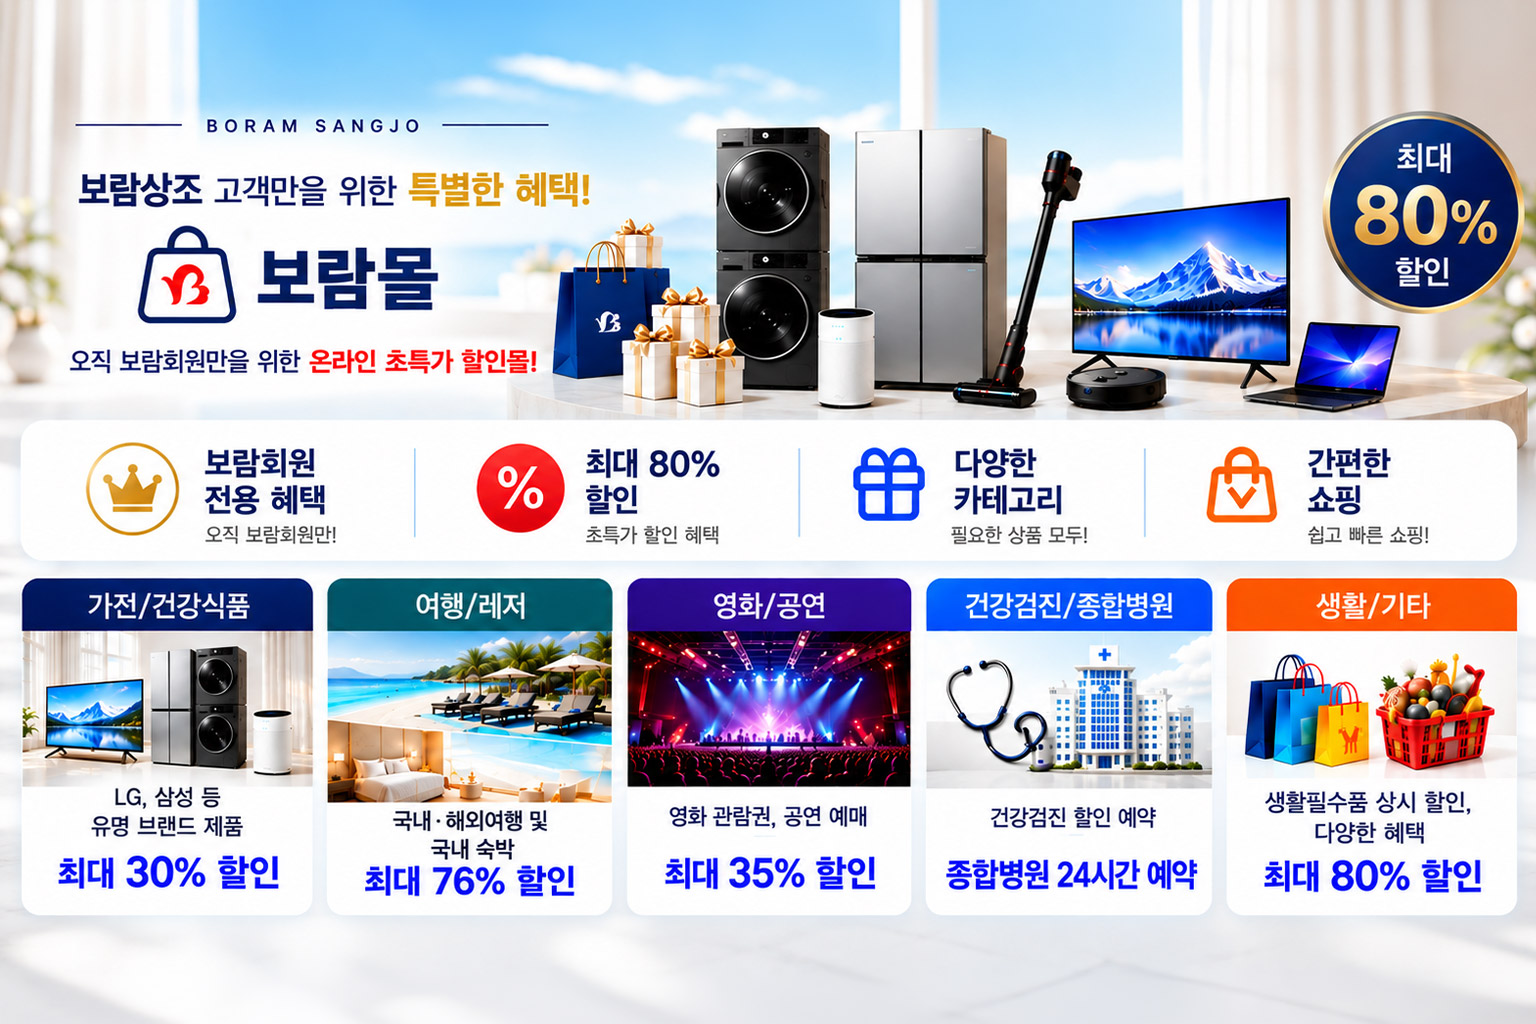 BORAM SANGJO
보람상조 고객만을 위한 특별한 혜택!
보람몰
오직 보람회원만을 위한 온라인 초특가 할인몰!
최대
80%
할인
보람회원
전용 혜택
오직 보람회원만!
최대 80%
할인
초특가 할인 혜택
다양한
카테고리
필요한 상품 모두!
간편한
쇼핑
쉽고 빠른 쇼핑!
가전/건강식품
LG, 삼성 등
유명 브랜드 제품
최대 30% 할인
여행/레저
국내·해외여행 및
국내 숙박
최대 76% 할인
영화/공연
영화 관람권, 공연 예매
최대 35% 할인
건강검진/종합병원
건강검진 할인 예약
종합병원 24시간 예약
생활/기타
생활필수품 상시 할인,
다양한 혜택
최대 80% 할인